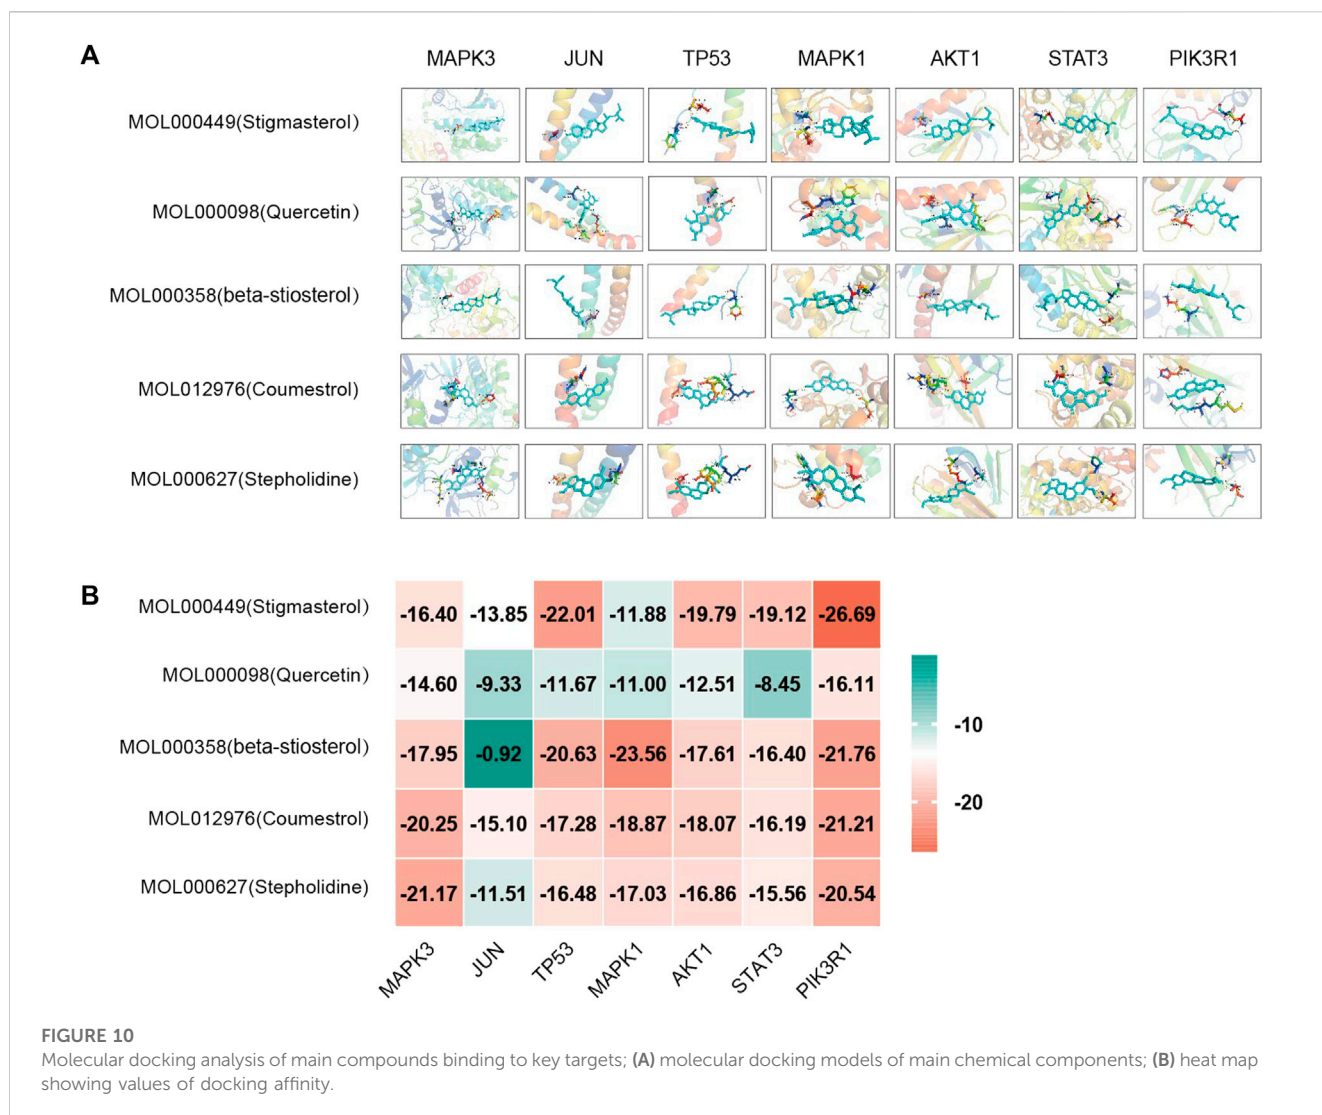 A
MAPK3 JUN TP53 MAPK1 AKT1 STAT3 PIK3R1
MOL000449(Stigmasterol)
MOL000098(Quercetin)
MOL000358(beta-stiosterol)
MOL012976(Coumestrol)
MOL000627(Stepholidine)
B
MOL000449(Stigmasterol) -16.40 -13.85 -22.01 -11.88 -19.79 -19.12 -26.69
MOL000098(Quercetin) -14.60 -9.33 -11.67 -11.00 -12.51 -8.45 -16.11
MOL000358(beta-stiosterol) -17.95 -0.92 -20.63 -23.56 -17.61 -16.40 -21.76
MOL012976(Coumestrol) -20.25 -15.10 -17.28 -18.87 -18.07 -16.19 -21.21
MOL000627(Stepholidine) -21.17 -11.51 -16.48 -17.03 -16.86 -15.56 -20.54
-10
-20
MAPK3 JUN TP53 MAPK1 AKT1 STAT3 PIK3R1
FIGURE 10
Molecular docking analysis of main compounds binding to key targets; (A) molecular docking models of main chemical components; (B) heat map
showing values of docking affinity.